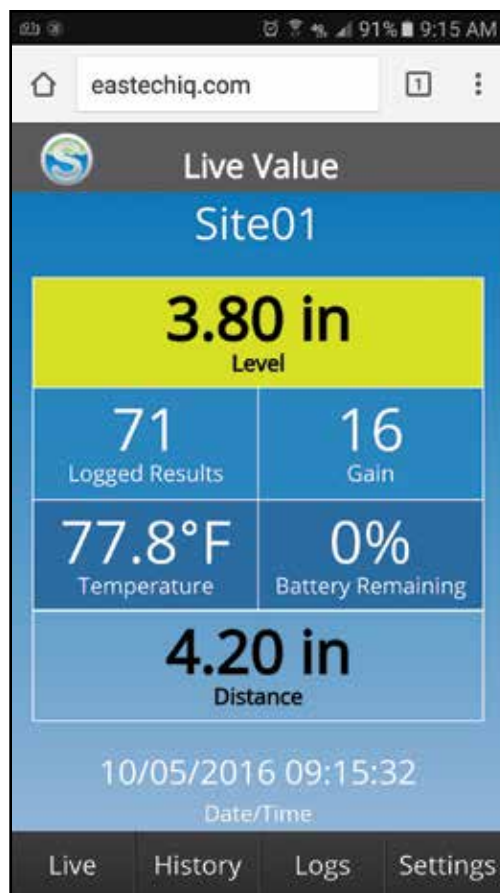 91% 9:15 AM
eastechiq.com
1
Live Value
Site01
3.80 in
Level
71
Logged Results
16
Gain
77.8°F
Temperature
0%
Battery Remaining
4.20 in
Distance
10/05/2016 09:15:32
Date/Time
Live History Logs Settings